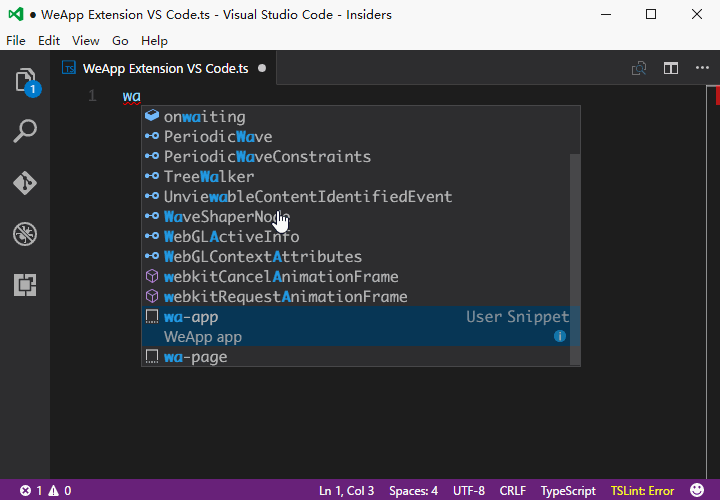 ● WeApp Extension VS Code.ts - Visual Studio Code - Insiders
File Edit View Go Help
TS WeApp Extension VS Code.ts ●
1
1 wa
onwaiting
PeriodicWave
PeriodicWaveConstraints
TreeWalker
UnviewableContentIdentifiedEvent
WaveShaperNode
WebGLActiveInfo
WebGLContextAttributes
webkitCancelAnimationFrame
webkitRequestAnimationFrame
wa-app User Snippet
WeApp app
wa-page
1 0 Ln 1, Col 3 Spaces: 4 UTF-8 CRLF TypeScript TSLint: Error